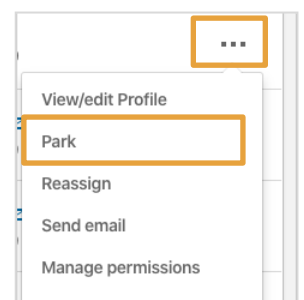 ...
View/edit Profile
Park
Reassign
Send email
Manage permissions